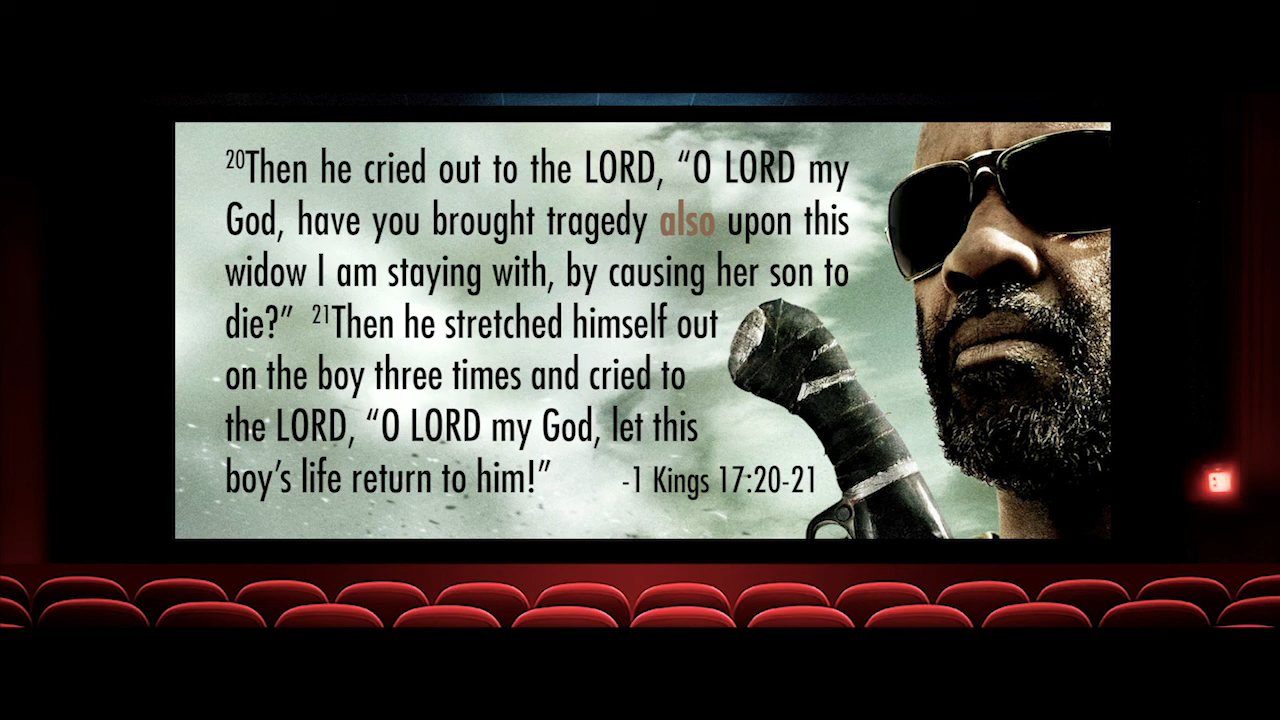 20Then he cried out to the LORD, “O LORD my
God, have you brought tragedy also upon this
widow I am staying with, by causing her son to
die?” 21Then he stretched himself out
on the boy three times and cried to
the LORD, “O LORD my God, let this
boy’s life return to him!” -1 Kings 17:20-21